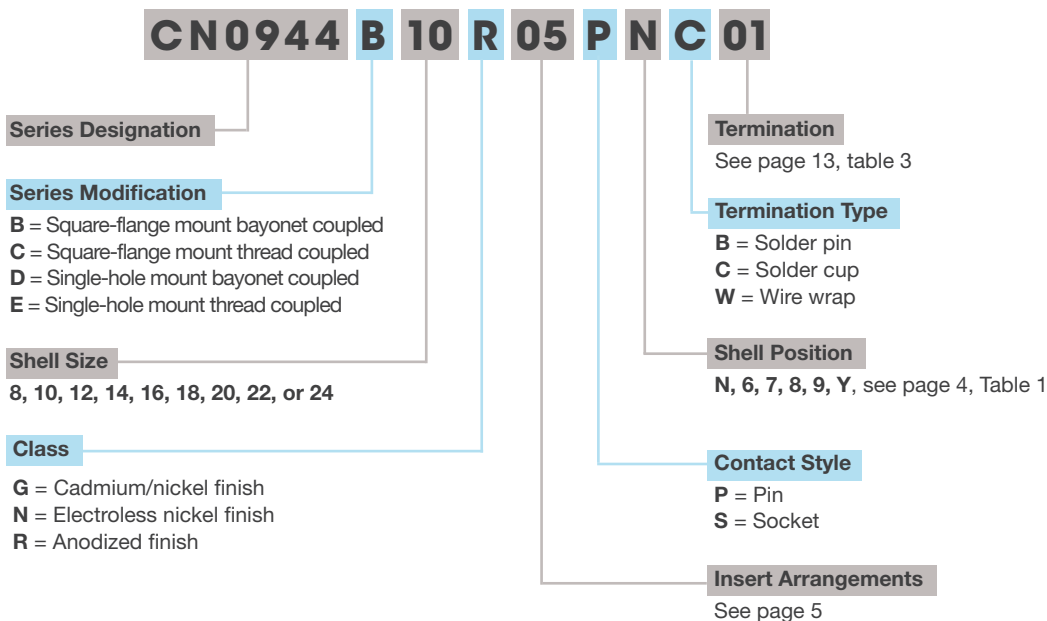 CN0944 B 10 R 05 P N C 01
Series Designation
Series Modification
B = Square-flange mount bayonet coupled
C = Square-flange mount thread coupled
D = Single-hole mount bayonet coupled
E = Single-hole mount thread coupled
Shell Size
8, 10, 12, 14, 16, 18, 20, 22, or 24
Class
G = Cadmium/nickel finish
N = Electroless nickel finish
R = Anodized finish
Termination
See page 13, table 3
Termination Type
B = Solder pin
C = Solder cup
W = Wire wrap
Shell Position
N, 6, 7, 8, 9, Y, see page 4, Table 1
Contact Style
P = Pin
S = Socket
Insert Arrangements
See page 5